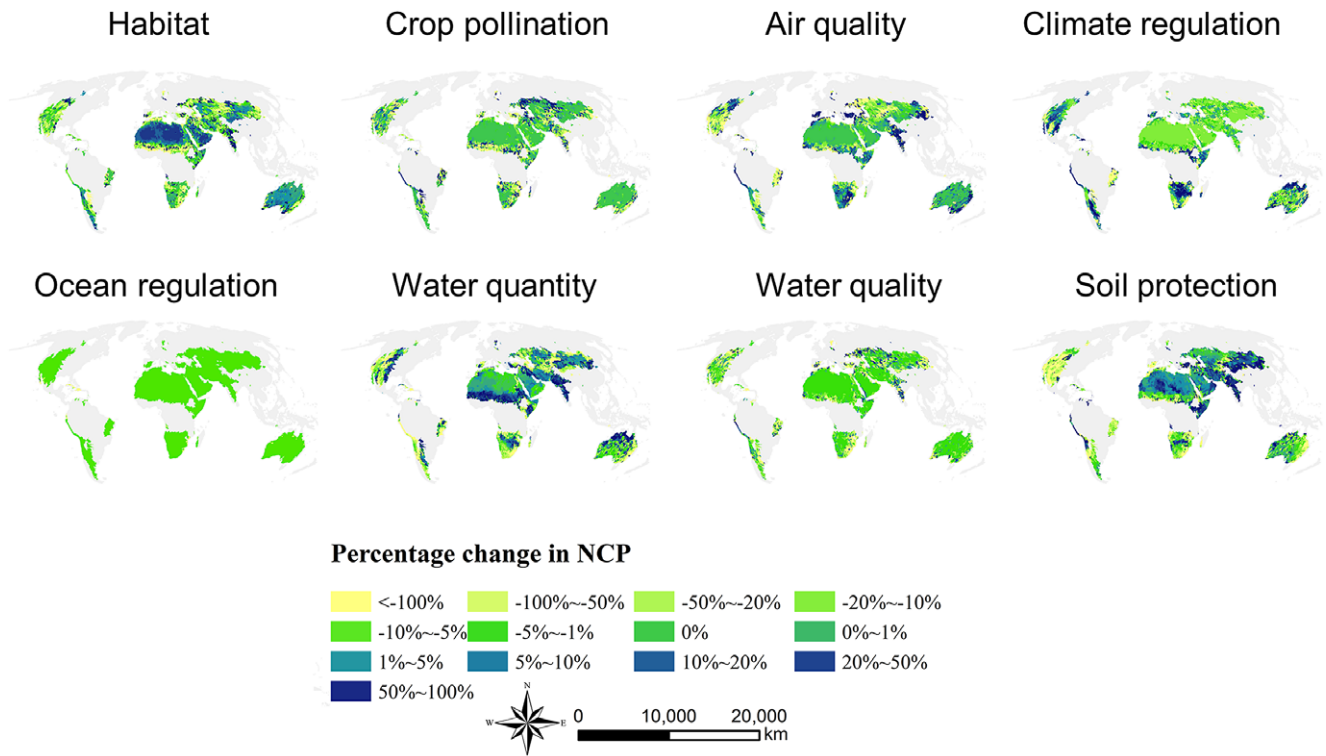 Habitat
Crop pollination
Air quality
Climate regulation
Ocean regulation
Water quantity
Water quality
Soil protection
Percentage change in NCP
<-100%
-100%~-50%
-50%~-20%
-20%~-10%
-10%~-5%
-5%~-1%
0%
0%~1%
1%~5%
5%~10%
10%~20%
20%~50%
50%~100%
N
W
E
S
0 10,000 20,000
km